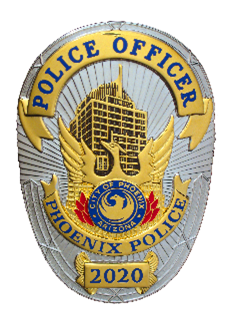 POLICE OFFICER
CITY OF PHOENIX
ARIZONA
PHOENIX POLICE
2020